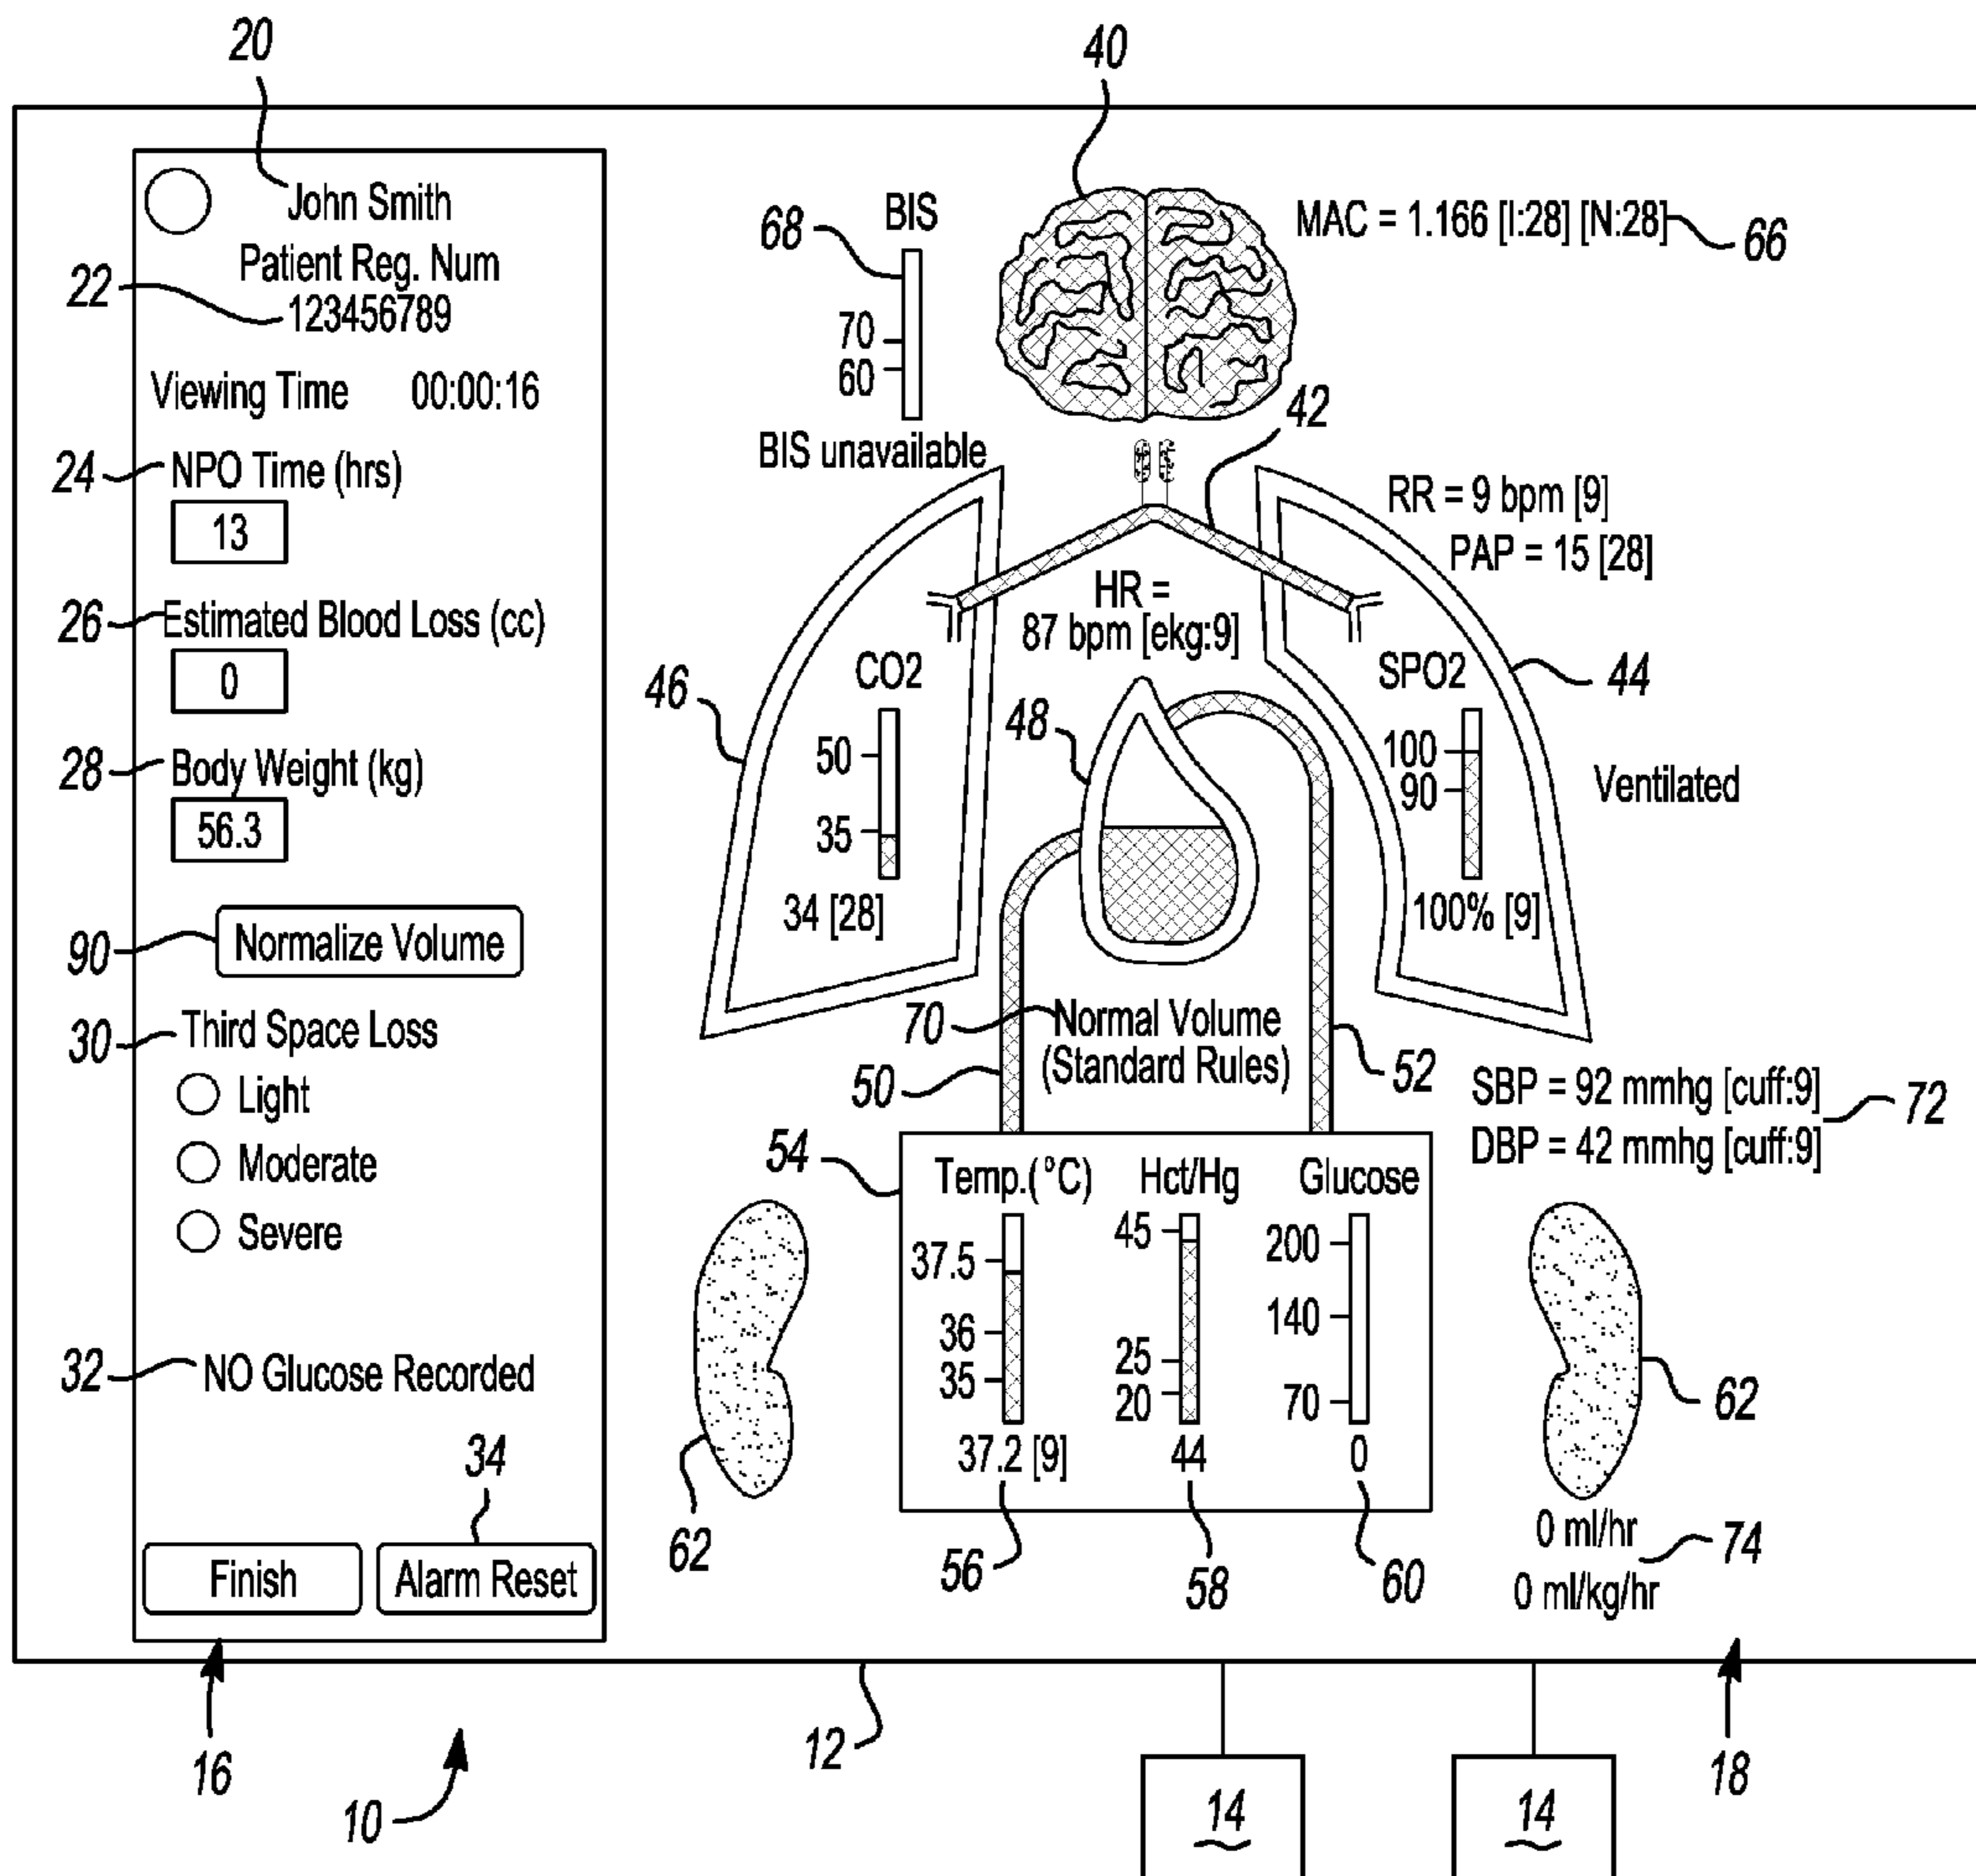 20
40
John Smith
Patient Reg. Num
22
123456789
Viewing Time 00:00:16
24
NPO Time (hrs)
13
26
Estimated Blood Loss (cc)
0
28
Body Weight (kg)
56.3
90
Normalize Volume
30
Third Space Loss
Light
Moderate
Severe
32
NO Glucose Recorded
34
Finish
Alarm Reset
68
BIS
70
60
BIS unavailable
MAC = 1.166 [I:28] [N:28]
66
42
RR = 9 bpm [9]
PAP = 15 [28]
HR =
87 bpm [ekg:9]
46
CO2
50
35
34 [28]
48
SPO2
100
90
100% [9]
44
Ventilated
70
Normal Volume
(Standard Rules)
50
52
SBP = 92 mmhg [cuff:9]
DBP = 42 mmhg [cuff:9]
72
54
Temp.(°C)
37.5
36
35
37.2 [9]
Hct/Hg
45
25
20
44
Glucose
200
140
70
0
62
62
56
58
60
0 ml/hr
0 ml/kg/hr
74
16
10
12
14
14
18